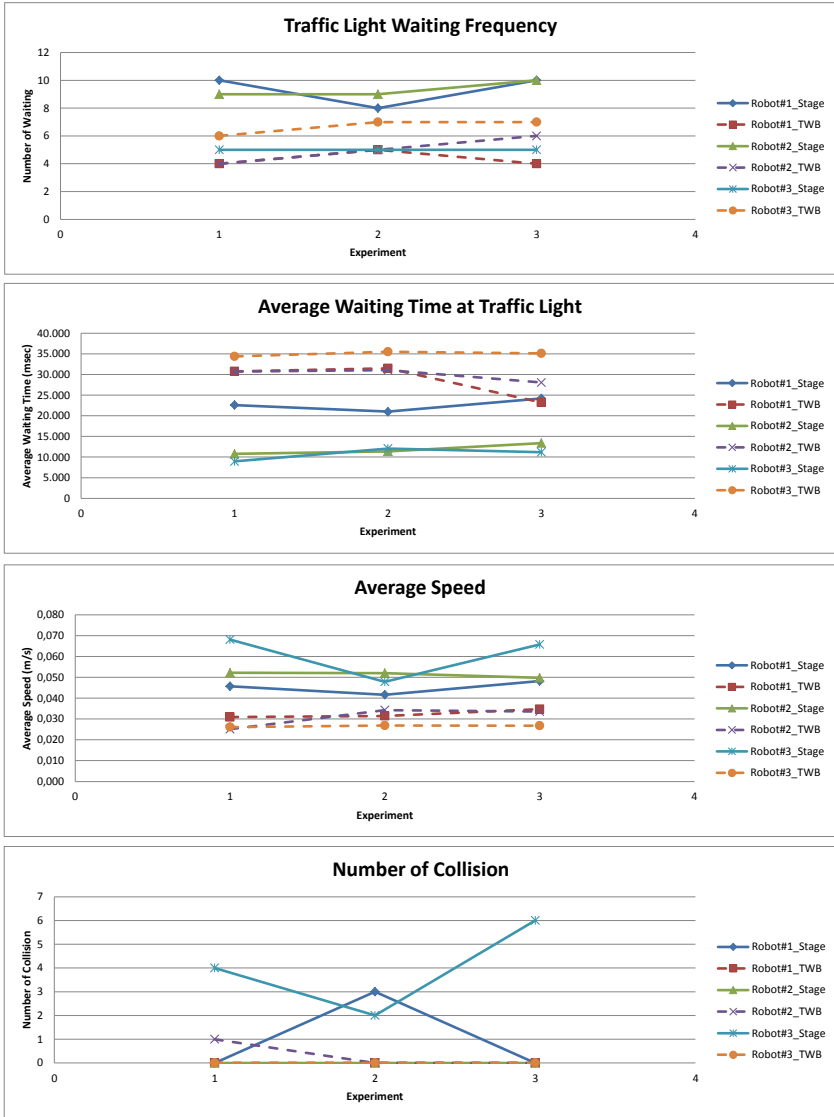 Traffic Light Waiting Frequency
Number of Waiting
12
10
8
6
4
2
0
0
1
2
3
4
Experiment
Robot#1_Stage
Robot#1_TWB
Robot#2_Stage
Robot#2_TWB
Robot#3_Stage
Robot#3_TWB
Average Waiting Time at Traffic Light
Average Waiting Time (msec)
40.000
35.000
30.000
25.000
20.000
15.000
10.000
5.000
0
0
1
2
3
4
Experiment
Robot#1_Stage
Robot#1_TWB
Robot#2_Stage
Robot#2_TWB
Robot#3_Stage
Robot#3_TWB
Average Speed
Average Speed (m/s)
0,080
0,070
0,060
0,050
0,040
0,030
0,020
0,010
0,000
0
1
2
3
4
Experiment
Robot#1_Stage
Robot#1_TWB
Robot#2_Stage
Robot#2_TWB
Robot#3_Stage
Robot#3_TWB
Number of Collision
Number of Collision
7
6
5
4
3
2
1
0
0
1
2
3
4
Experiment
Robot#1_Stage
Robot#1_TWB
Robot#2_Stage
Robot#2_TWB
Robot#3_Stage
Robot#3_TWB